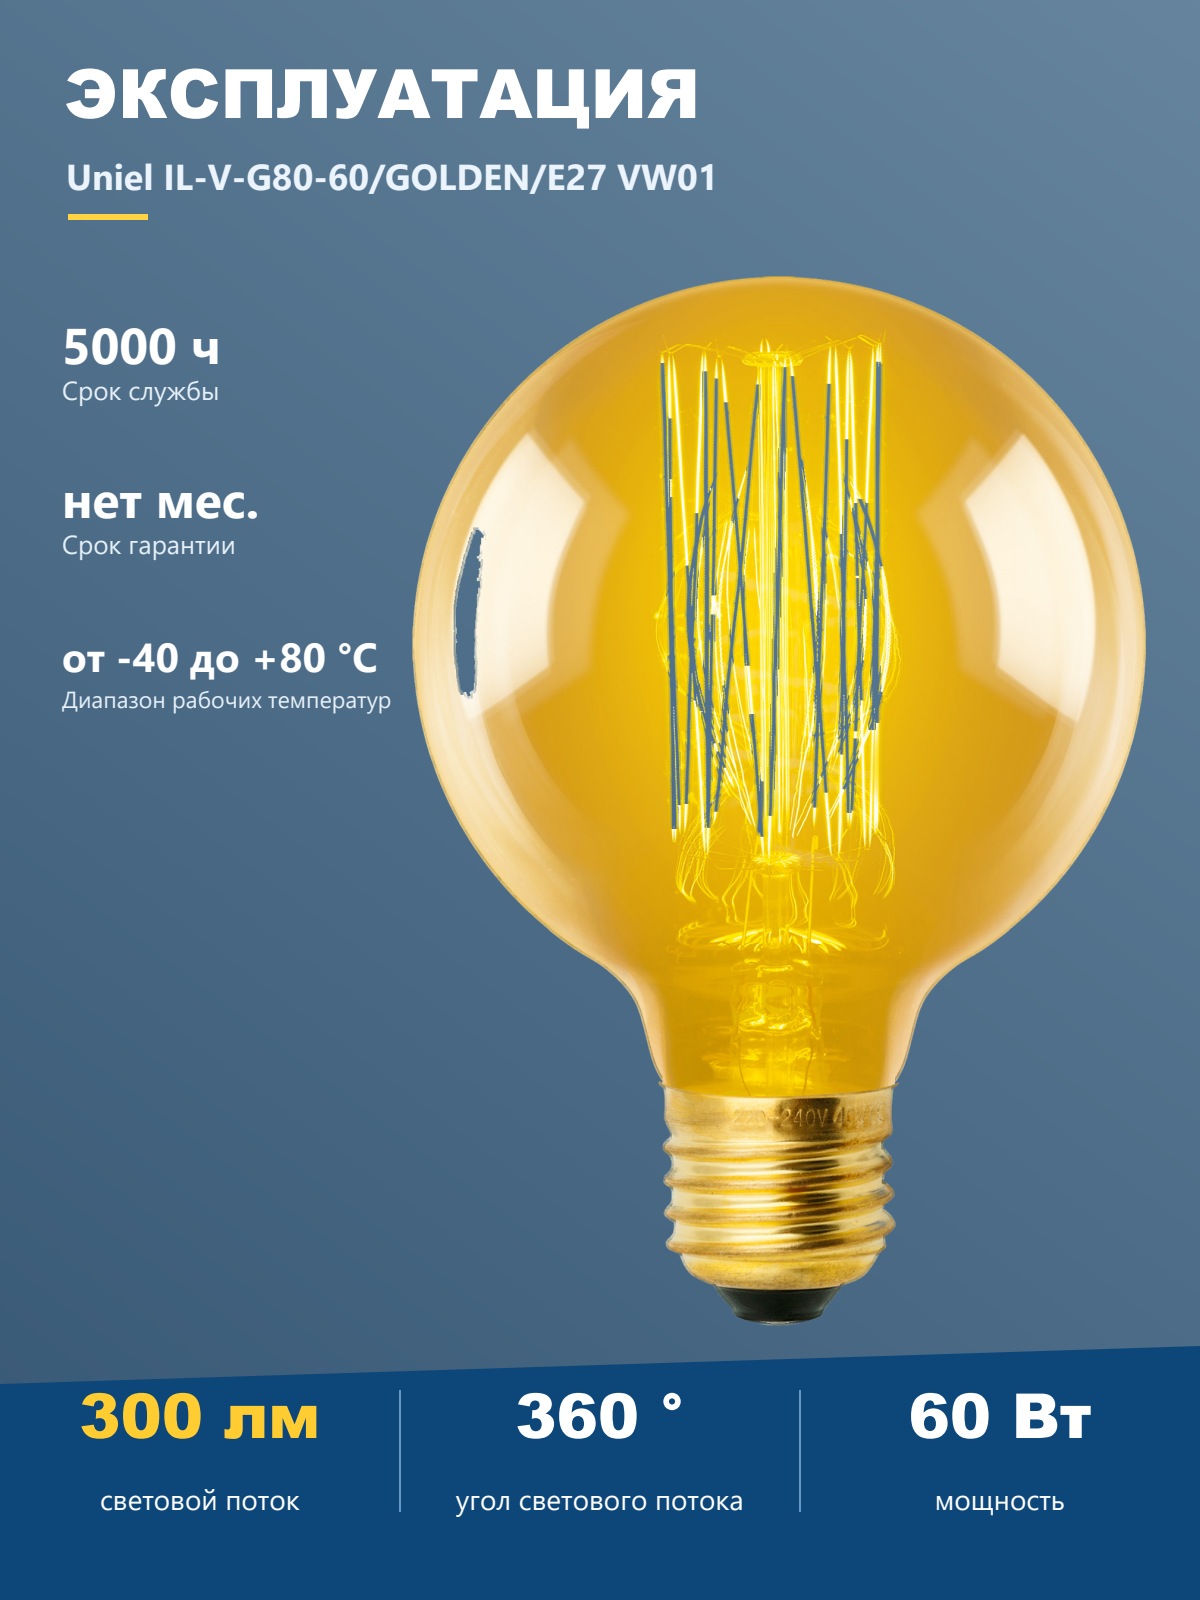 ЭКСПЛУАТАЦИЯ
Uniel IL-V-G80-60/GOLDEN/E27 VW01
5000 ч
Срок службы
нет мес.
Срок гарантии
от -40 до +80 °C
Диапазон рабочих температур
240V
300 лм
световой поток
360 °
угол светового потока
60 Вт
мощность